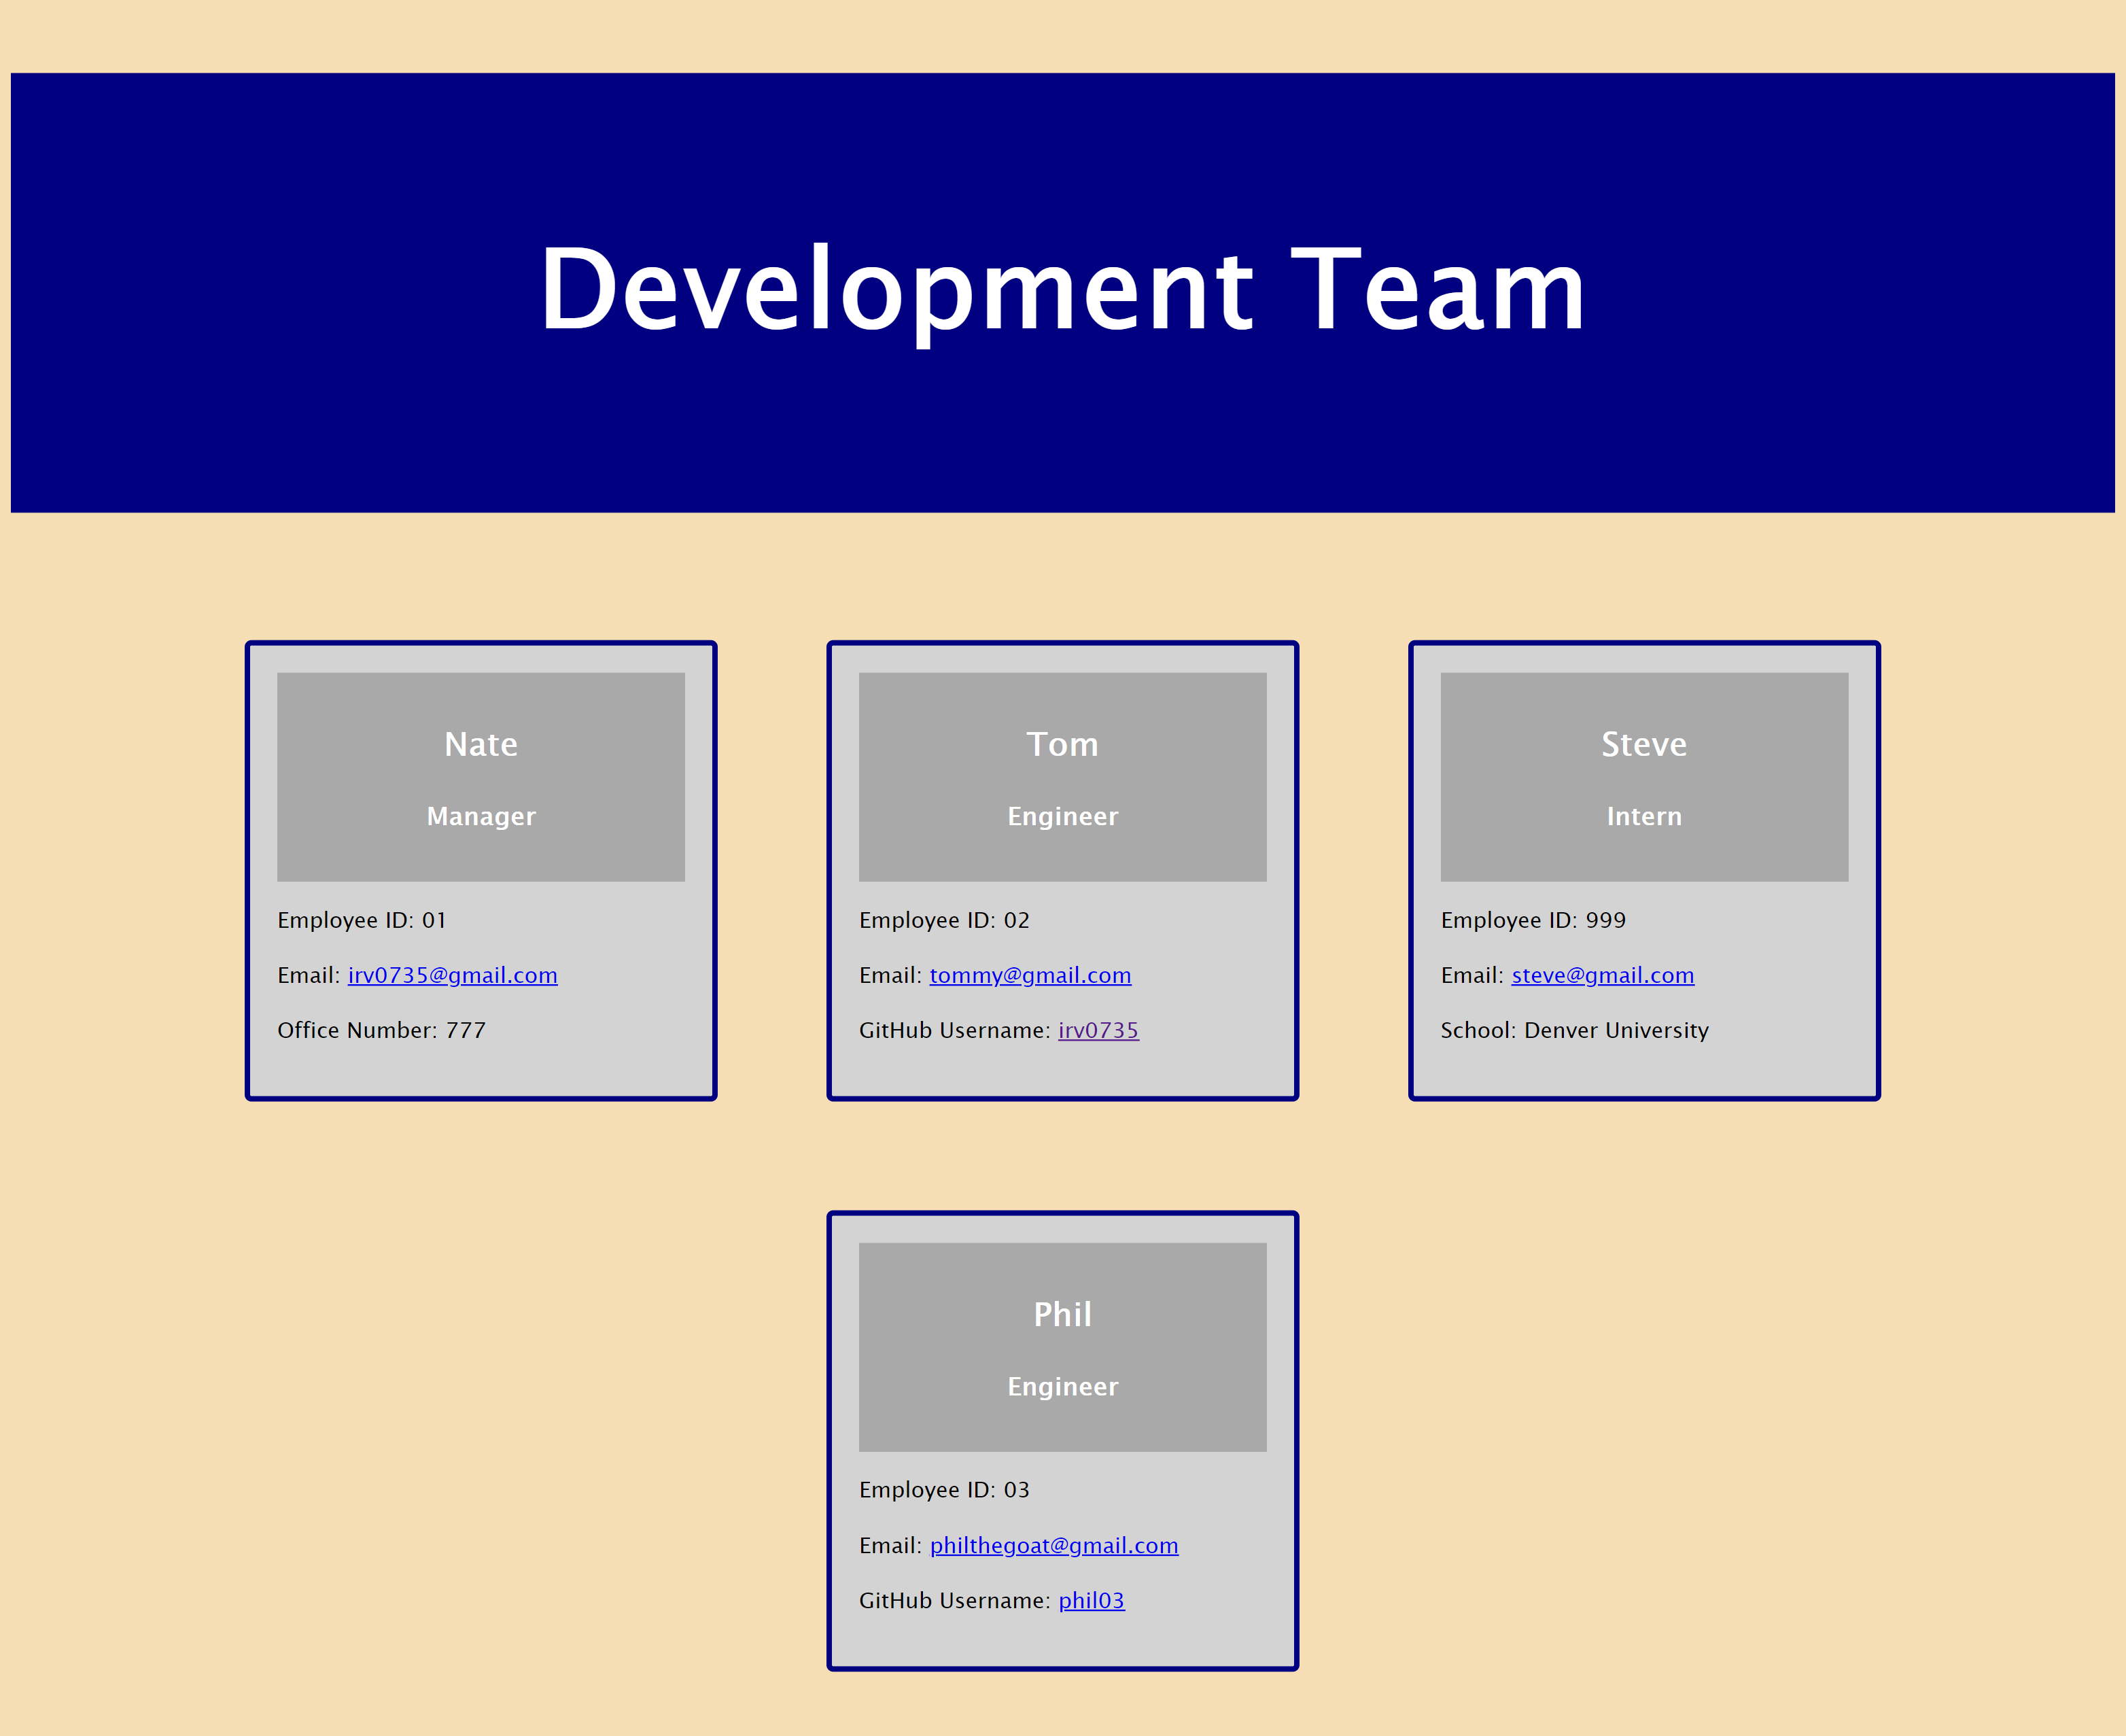 Development Team
Nate
Manager
Employee ID: 01
Email: irv0735@gmail.com
Office Number: 777
Tom
Engineer
Employee ID: 02
Email: tommy@gmail.com
GitHub Username: irv0735
Steve
Intern
Employee ID: 999
Email: steve@gmail.com
School: Denver University
Phil
Engineer
Employee ID: 03
Email: philthegoat@gmail.com
GitHub Username: phil03